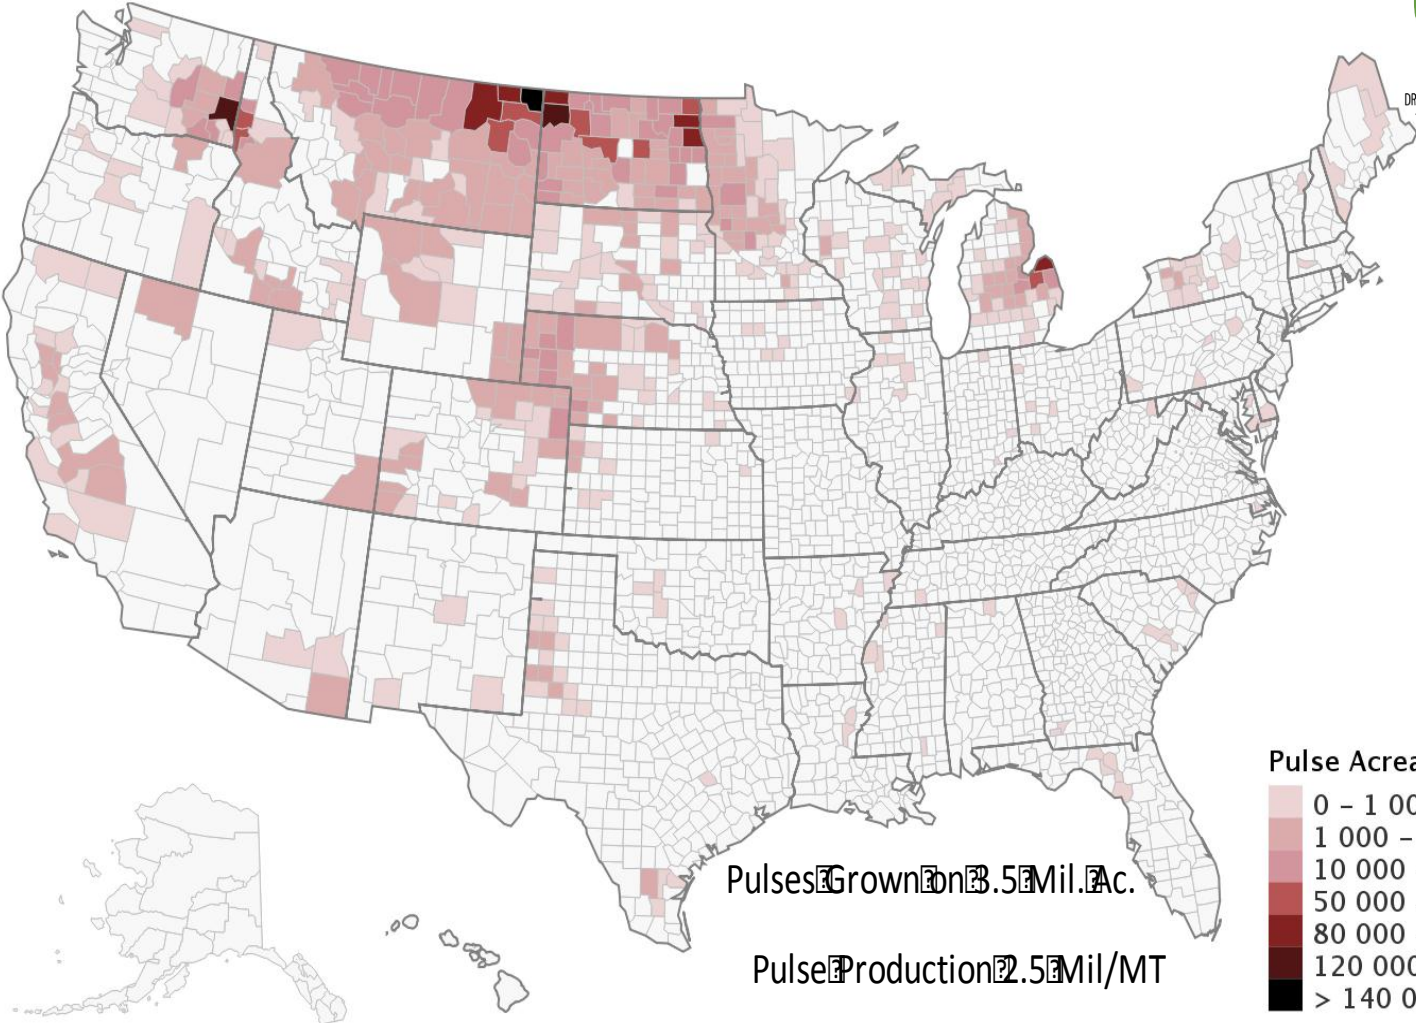 DR
Pulse Acrea
0 – 1 00
1 000 –
10 000
50 000
80 000
120 000
> 140 0
Pulses⍰Grown⍰on⍰3.5⍰Mil.⍰Ac.
Pulse⍰Production⍰2.5⍰Mil/MT